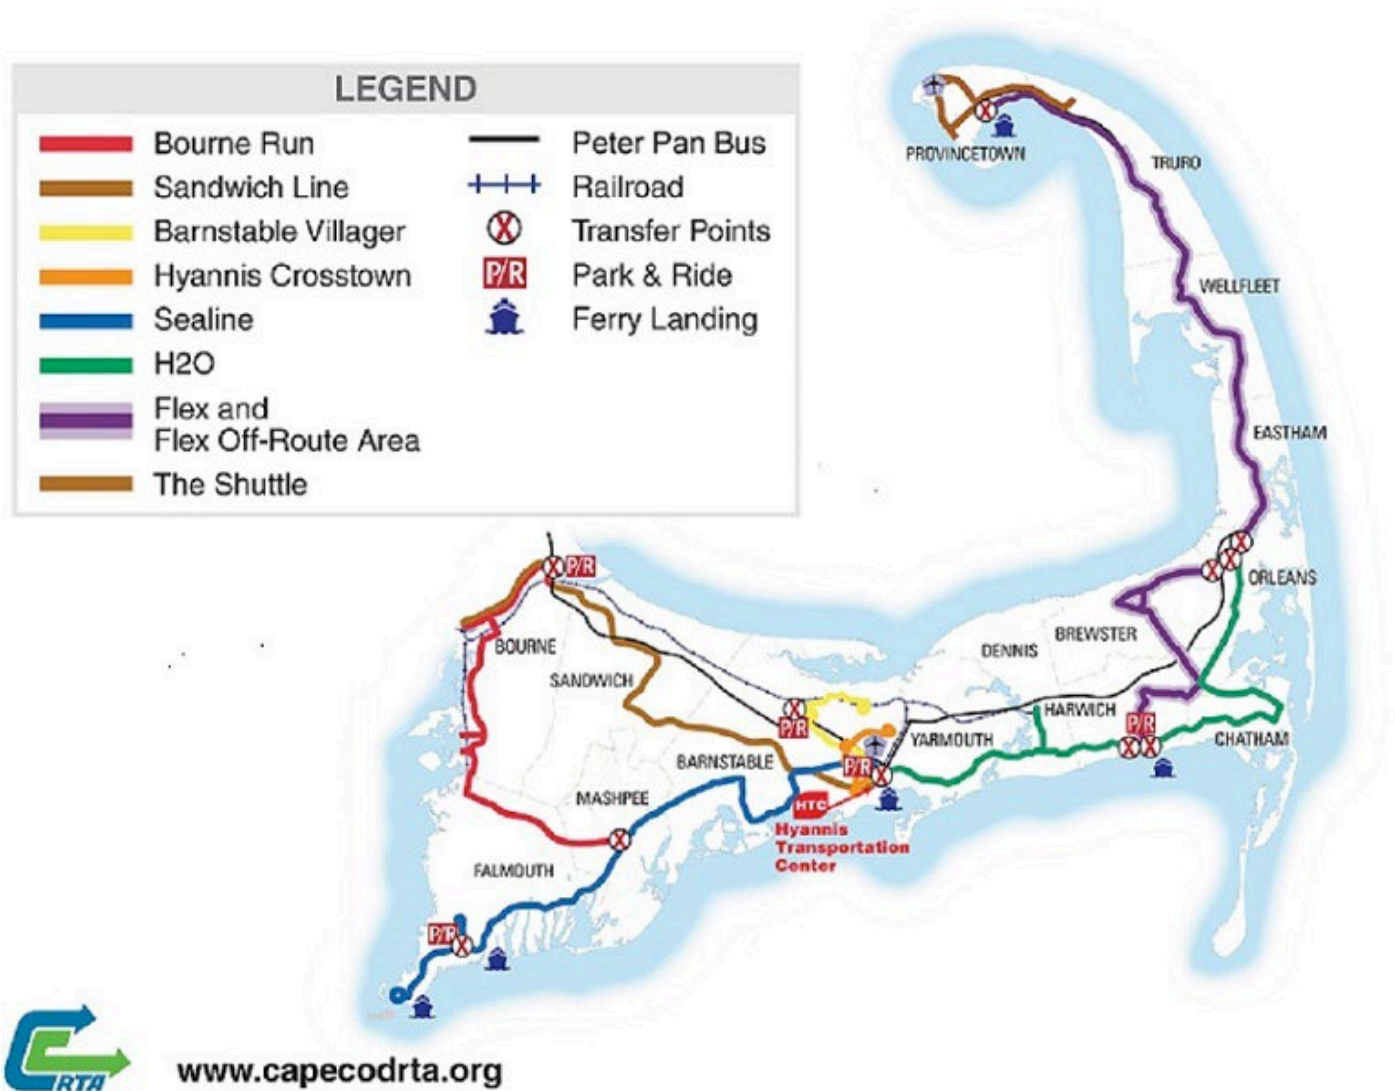 LEGEND
Bourne Run
Sandwich Line
Barnstable Villager
Hyannis Crosstown
Sealine
H2O
Flex and
Flex Off-Route Area
The Shuttle
Peter Pan Bus
Railroad
Transfer Points
P/R Park & Ride
Ferry Landing
PROVINCETOWN
TRURO
WELLFLEET
EASTHAM
ORLEANS
BREWSTER
DENNIS
HARWICH
CHATHAM
YARMOUTH
P/R
BOURNE
SANDWICH
P/R
P/R
BARNSTABLE
P/R
MASHPEE
HTC
Hyannis
Transportation
Center
FALMOUTH
P/R
RTA
www.capecodrta.org